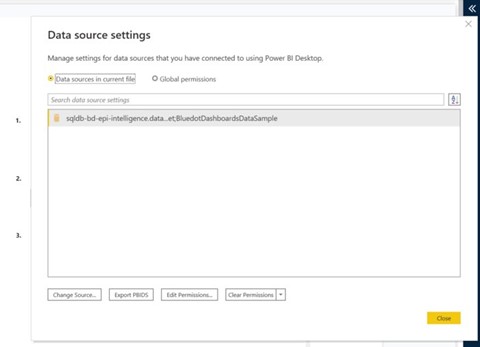 Data source settings
Manage settings for data sources that you have connected to using Power BI Desktop.
Data sources in current file Global permissions
Search data source settings
1.
sqldb-bd-epi-intelligence.data...et;BluedotDashboardsDataSample
2.
3.
Change Source... Export PBIDS Edit Permissions... Clear Permissions
Close